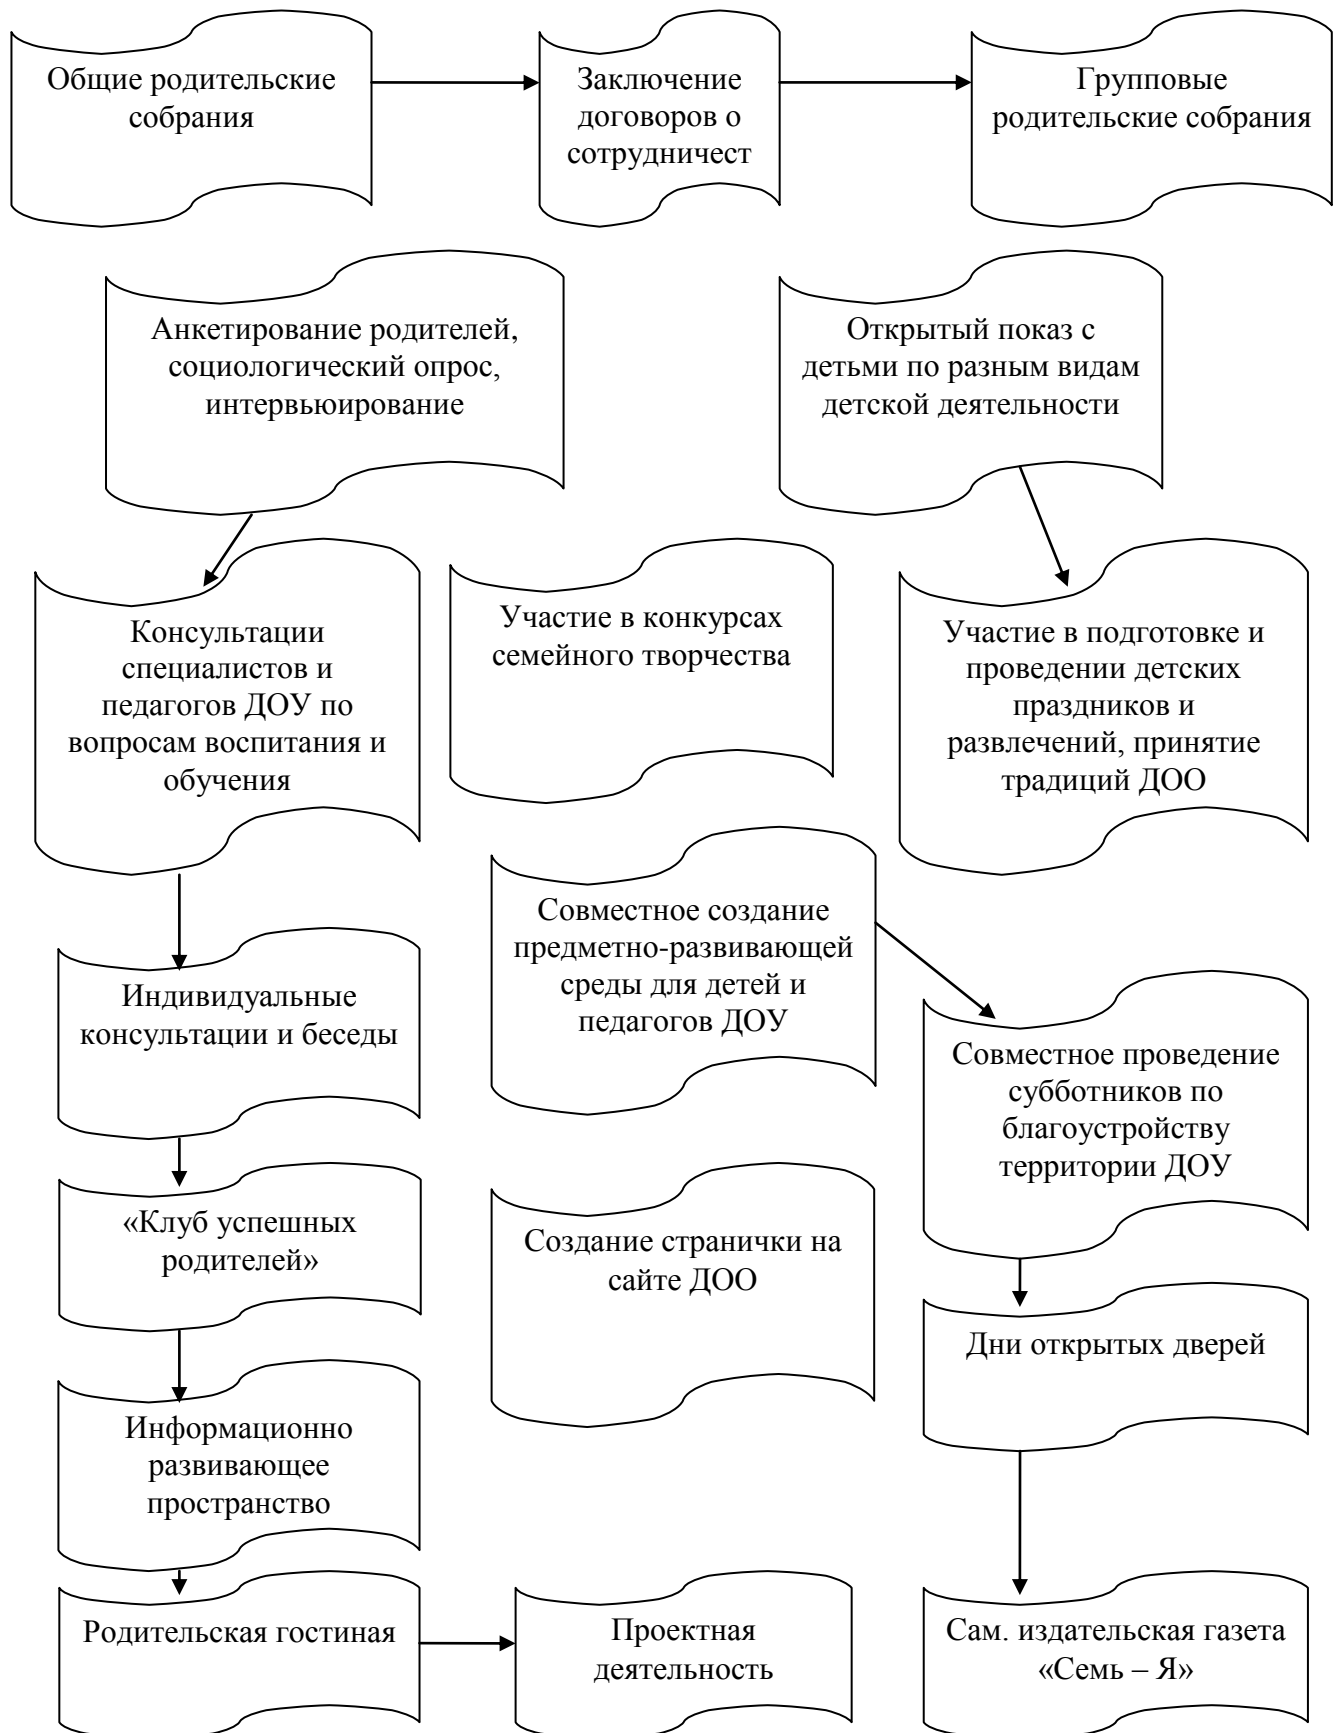 Общие родительские
собрания
Заключение
договоров о
сотрудничест
Групповые
родительские собрания
Анкетирование родителей,
социологический опрос,
интервьюирование
Открытый показ с
детьми по разным видам
детской деятельности
Консультации
специалистов и
педагогов ДОУ по
вопросам воспитания и
обучения
Участие в конкурсах
семейного творчества
Участие в подготовке и
проведении детских
праздников и
развлечений, принятие
традиций ДОО
Совместное создание
предметно-развивающей
среды для детей и
педагогов ДОУ
Индивидуальные
консультации и беседы
Совместное проведение
субботников по
благоустройству
территории ДОУ
«Клуб успешных
родителей»
Создание странички на
сайте ДОО
Дни открытых дверей
Информационно
развивающее
пространство
Родительская гостиная
Проектная
деятельность
Сам. издательская газета
«Семь – Я»